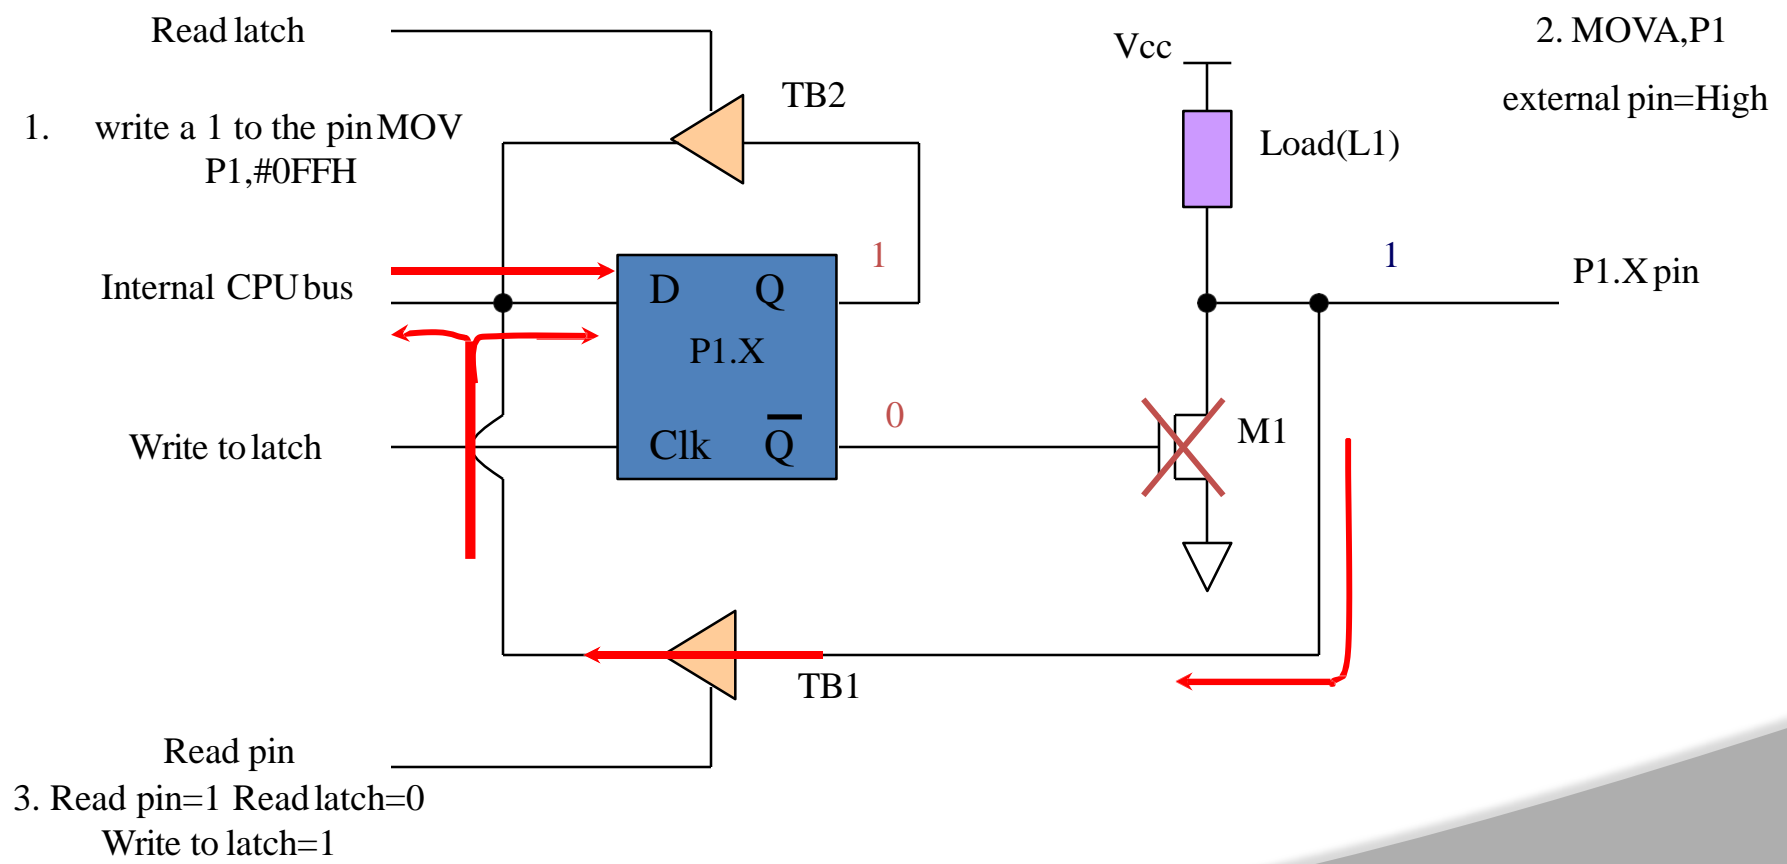 Read latch
Vcc
2. MOVA,P1
TB2
external pin=High
1. write a 1 to the pin MOV
P1,#0FFH
Load(L1)
1
1
Internal CPU bus
D Q
P1.X pin
P1.X
0
Write to latch
Clk Q̅
M1
TB1
Read pin
3. Read pin=1 Read latch=0
Write to latch=1